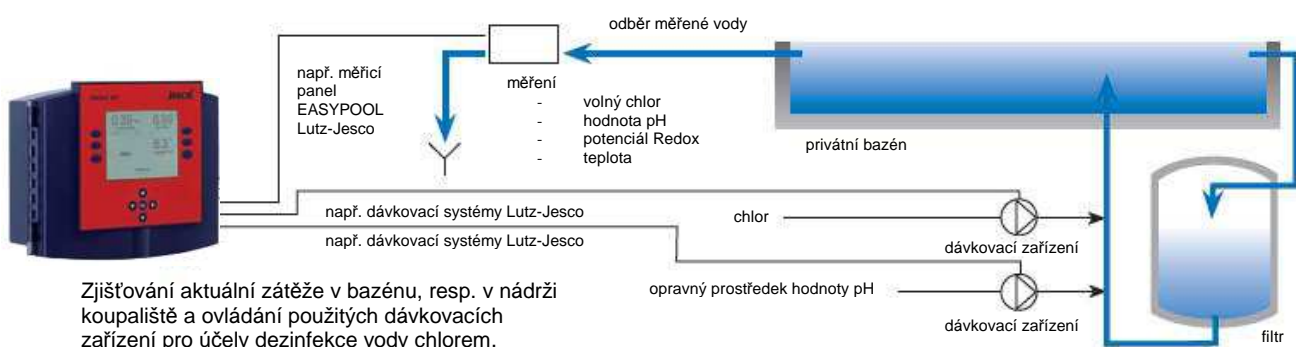 odběr měřené vody
např. měřicí
panel
EASYPOOL
Lutz-Jesco
měření
- volný chlor
- hodnota pH
- potenciál Redox
- teplota
privátní bazén
např. dávkovací systémy Lutz-Jesco
chlor
např. dávkovací systémy Lutz-Jesco
dávkovací zařízení
Zjišťování aktuální zátěže v bazénu, resp. v nádrži
koupaliště a ovládání použitých dávkovacích
zařízení pro účely dezinfekce vody chlorem.
opravný prostředek hodnoty pH
dávkovací zařízení
filtr